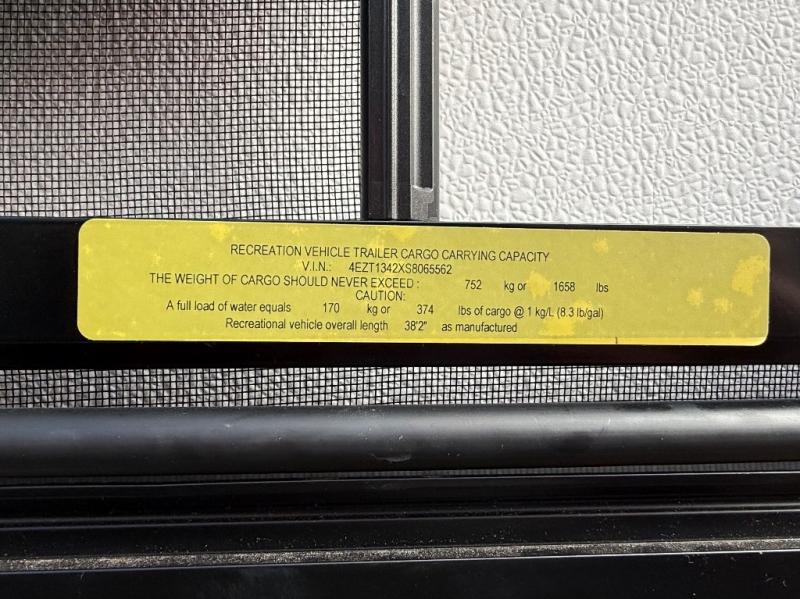 RECREATION VEHICLE TRAILER CARGO CARRYING CAPACITY
V.I.N.: 4EZT1342XS8065562
THE WEIGHT OF CARGO SHOULD NEVER EXCEED : 752 kg or 1658 lbs
CAUTION:
A full load of water equals 170 kg or 374 lbs of cargo @ 1 kg/L (8.3 lb/gal)
Recreational vehicle overall length 38'2" as manufactured